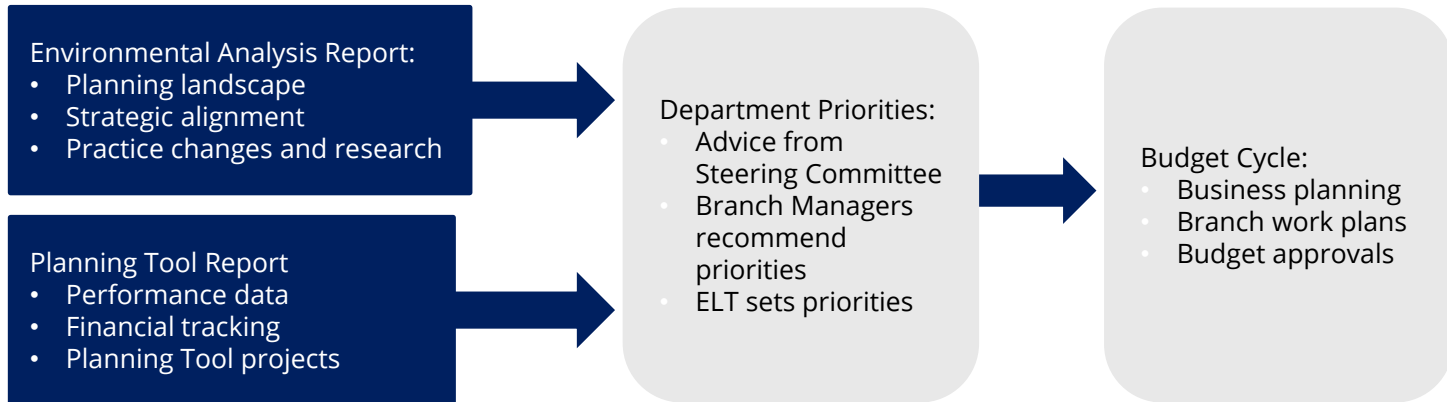 Environmental Analysis Report:
• Planning landscape
• Strategic alignment
• Practice changes and research
Planning Tool Report
• Performance data
• Financial tracking
• Planning Tool projects
Department Priorities:
• Advice from
Steering Committee
• Branch Managers
recommend
priorities
• ELT sets priorities
Budget Cycle:
• Business planning
• Branch work plans
• Budget approvals